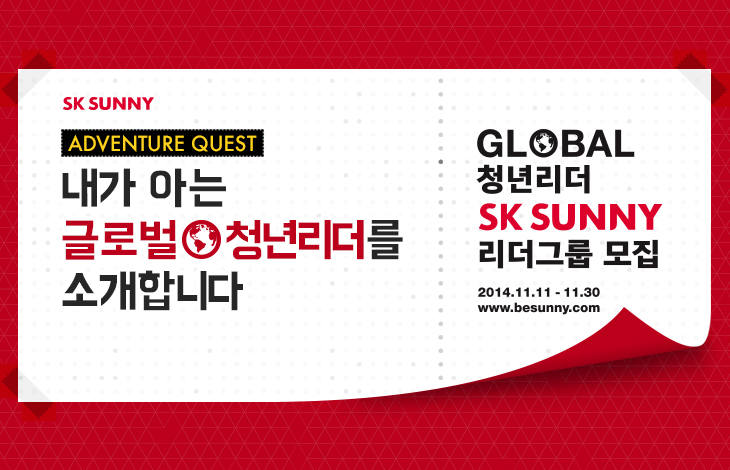 SK SUNNY
ADVENTURE QUEST
내가 아는
글로벌 청년리더를
소개합니다
GLOBAL
청년리더
SK SUNNY
리더그룹 모집
2014.11.11 - 11.30
www.besunny.com